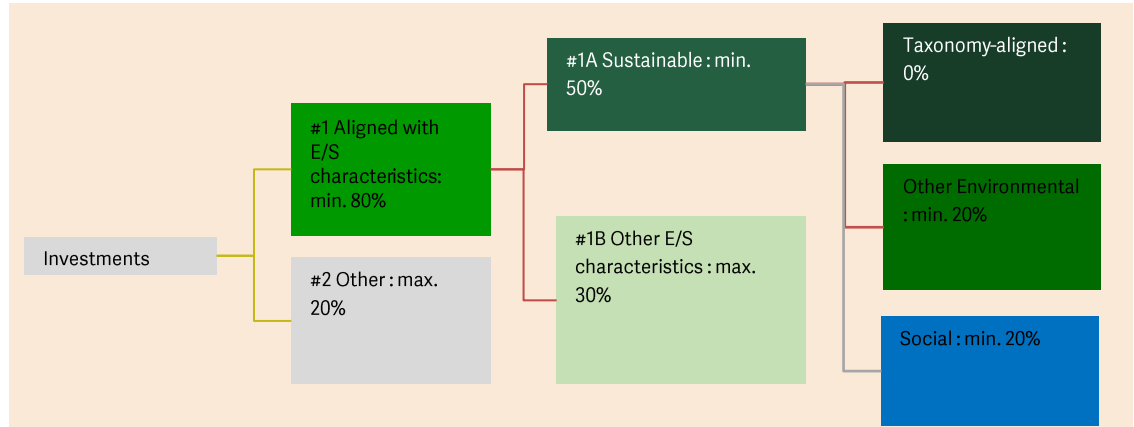 Investments
#1 Aligned with
E/S
characteristics:
min. 80%
#2 Other : max.
20%
#1A Sustainable : min.
50%
#1B Other E/S
characteristics : max.
30%
Taxonomy-aligned :
0%
Other Environmental
: min. 20%
Social : min. 20%